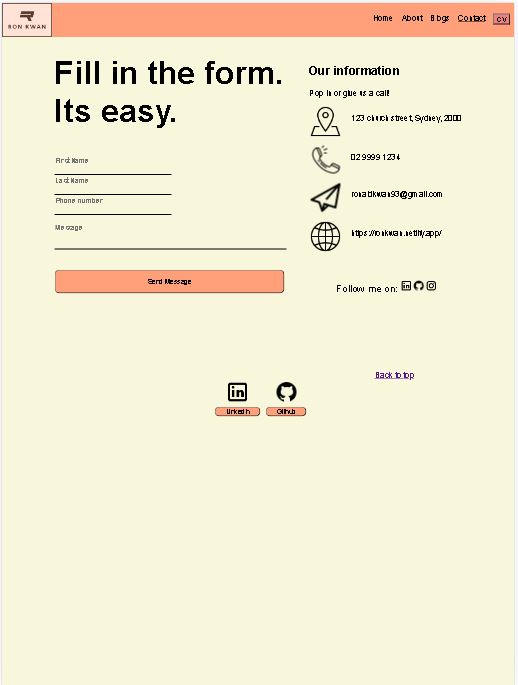 RON KWAN
Home About Blogs Contact CV
Fill in the form.
Its easy.
First Name
Last Name
Phone number
Message
Send Message
Our information
Pop in or give us a call!
123 church street, Sydney, 2000
02 9999 1234
ronaldkwan93@gmail.com
https://ronkwan.netlify.app/
Follow me on:
Back to top
LinkedIn Github